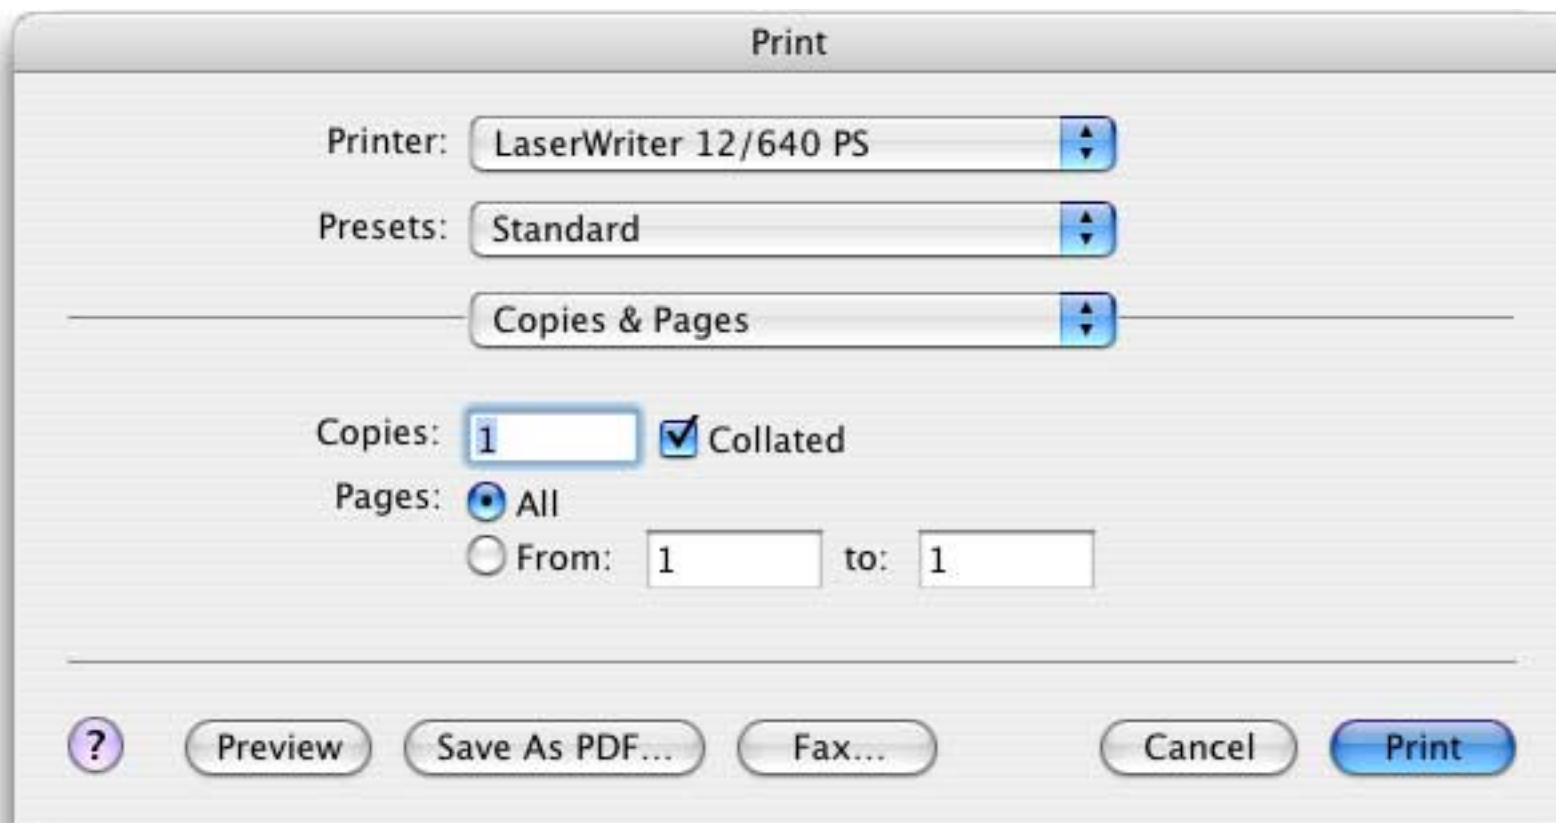 Print
Printer: LaserWriter 12/640 PS
Presets: Standard
Copies & Pages
Copies: 1 Collated
Pages: All
From: 1 to: 1
? Preview Save As PDF... Fax... Cancel Print